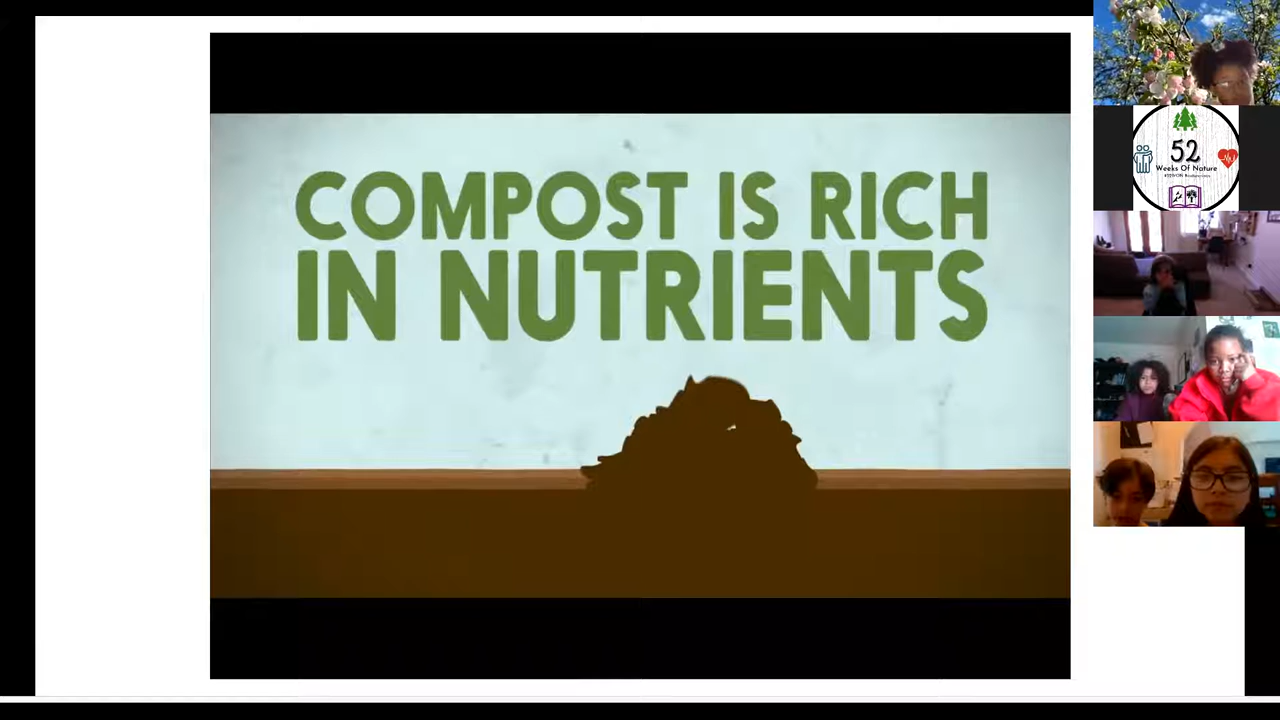 COMPOST IS RICH
IN NUTRIENTS
52
Weeks Of Nature